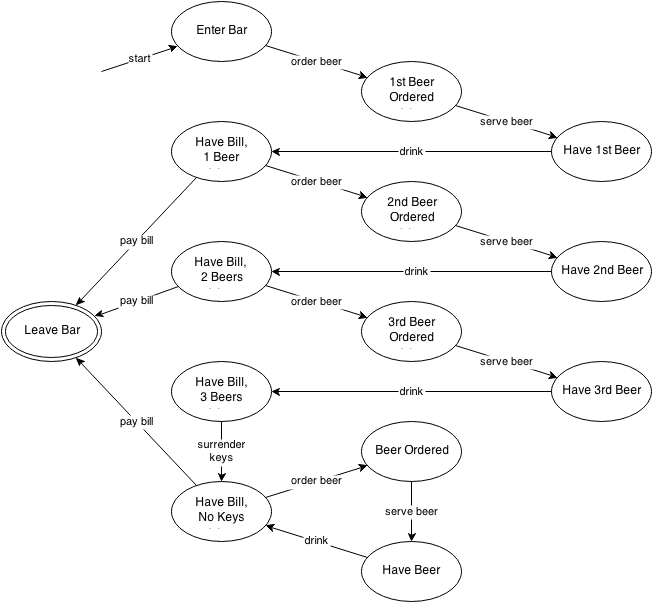 Enter Bar
start
order beer
1st Beer
Ordered
serve beer
Have Bill,
1 Beer
drink
Have 1st Beer
order beer
2nd Beer
Ordered
pay bill
serve beer
Have Bill,
2 Beers
drink
Have 2nd Beer
pay bill
order beer
3rd Beer
Ordered
Leave Bar
serve beer
Have Bill,
3 Beers
drink
Have 3rd Beer
pay bill
surrender
keys
Beer Ordered
order beer
Have Bill,
No Keys
serve beer
drink
Have Beer